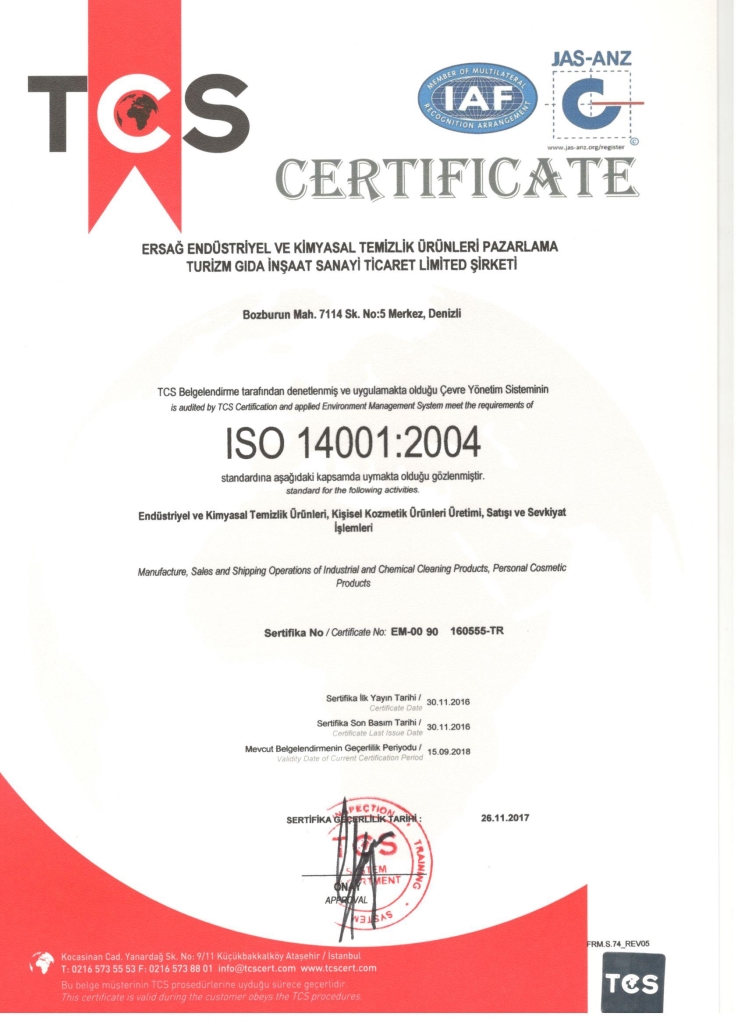 TCS
MEMBER OF MULTILATERAL
IAF
RECOGNITION ARRANGEMENT
JAS-ANZ
www.jas-anz.org/register
©
CERTIFICATE
ERSAĞ ENDÜSTRİYEL VE KİMYASAL TEMİZLİK ÜRÜNLERİ PAZARLAMA
TURİZM GIDA İNŞAAT SANAYİ TİCARET LİMİTED ŞİRKETİ
Bozburun Mah. 7114 Sk. No:5 Merkez, Denizli
TCS Belgelendirme tarafından denetlenmiş ve uygulamakta olduğu Çevre Yönetim Sisteminin
is audited by TCS Certification and applied Environment Management System meet the requirements of
ISO 14001:2004
standardına aşağıdaki kapsamda uymakta olduğu gözlenmiştir.
standard for the following activities.
Endüstriyel ve Kimyasal Temizlik Ürünleri, Kişisel Kozmetik Ürünleri Üretimi, Satışı ve Sevkiyat
İşlemleri
Manufacture, Sales and Shipping Operations of Industrial and Chemical Cleaning Products, Personal Cosmetic
Products
Sertifika No / Certificate No: EM-00 90 160555-TR
Sertifika İlk Yayın Tarihi / 30.11.2016
Certificate Date
Sertifika Son Basım Tarihi / 30.11.2016
Certificate Last Issue Date
Mevcut Belgelendirmenin Geçerlilik Periyodu / 15.09.2018
Validity Date of Current Certification Period
SERTİFİKA GEÇERLİLİK TARİHİ : 26.11.2017
TCS
TRAINING
SYSTEM
ONAY
APPROVAL
FRM.S.74_REV05
Kocasinan Cad. Yanardağ Sk. No: 9/11 Küçükbakkalköy Ataşehir / İstanbul
T: 0216 573 55 53 F: 0216 573 88 01 info@tcscert.com www.tcscert.com
Bu belge müşterinin TCS prosedürlerine uyduğu sürece geçerlidir.
This certificate is valid during the customer obeys the TCS procedures.
TCS